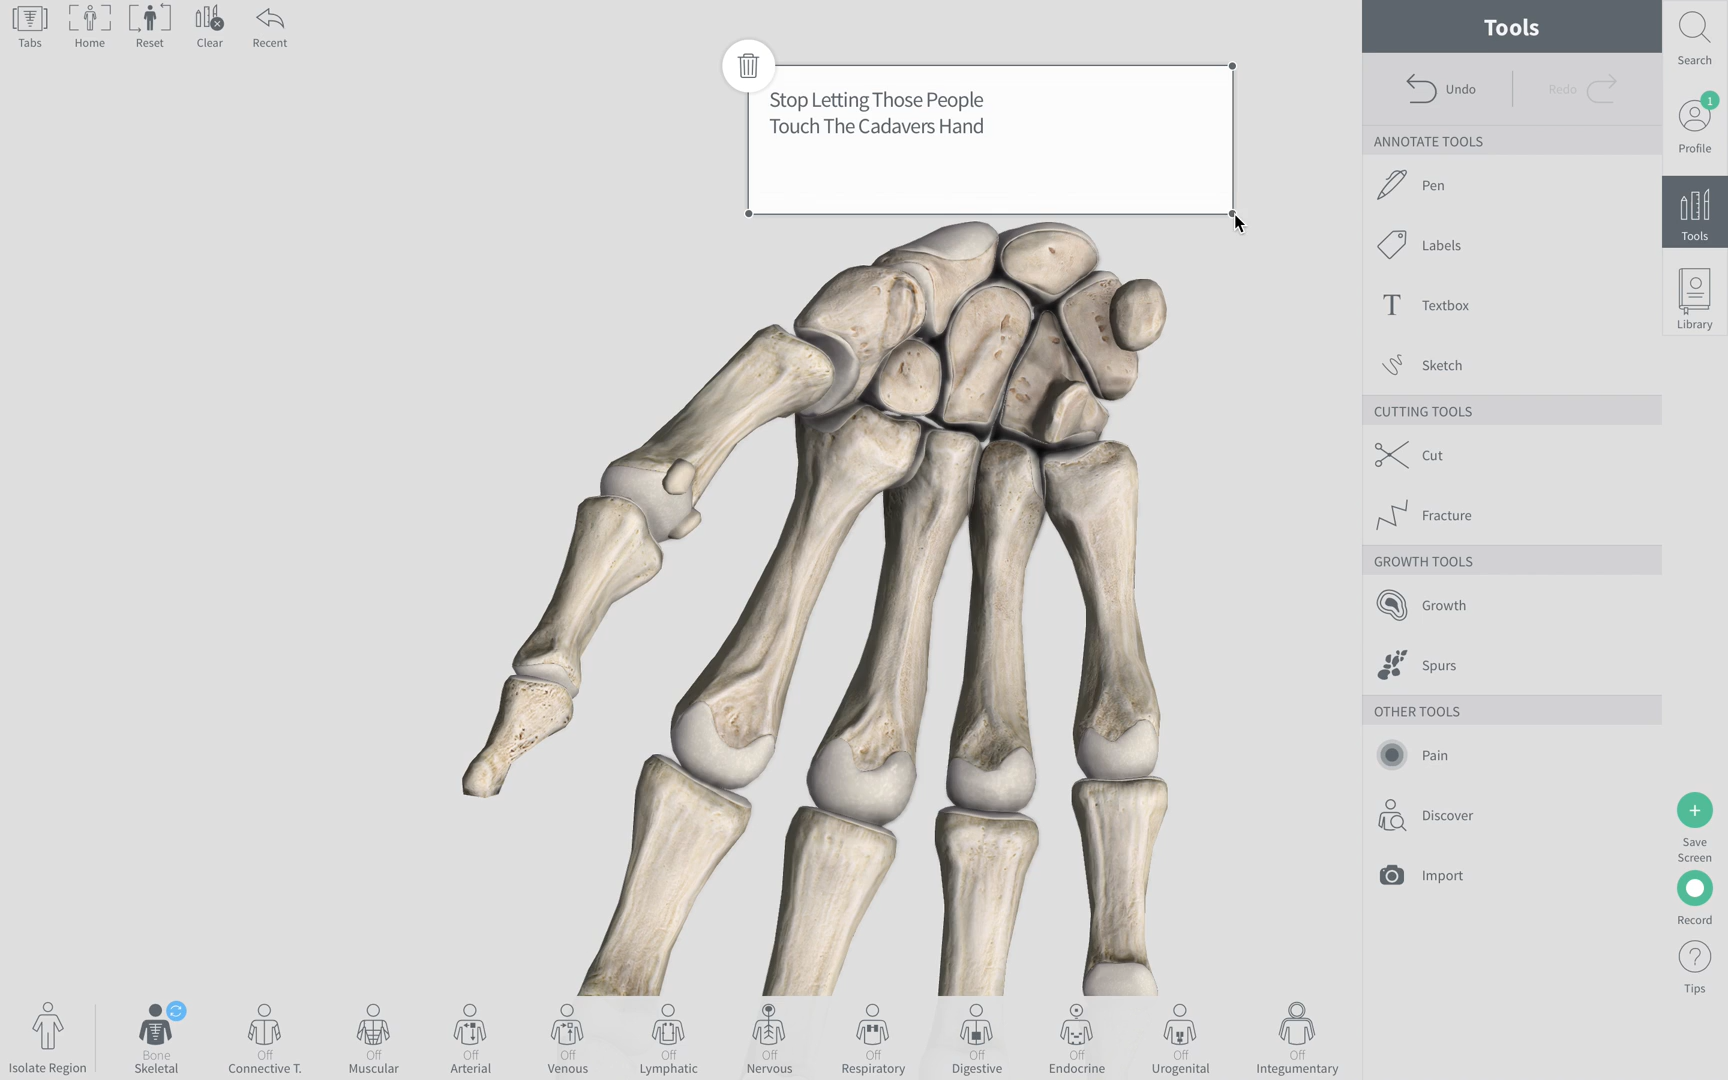 Tabs
Home
Reset
Clear
Recent
Stop Letting Those People
Touch The Cadavers Hand
Tools
Undo
Redo
ANNOTATE TOOLS
Pen
Labels
T Textbox
Sketch
CUTTING TOOLS
Cut
Fracture
GROWTH TOOLS
Growth
Spurs
OTHER TOOLS
Pain
Discover
Import
Search
1
Profile
Tools
Library
Save
Screen
Record
?
Tips
Isolate Region
Bone
Skeletal
Off
Connective T.
Off
Muscular
Off
Arterial
Off
Venous
Off
Lymphatic
Off
Nervous
Off
Respiratory
Off
Digestive
Off
Endocrine
Off
Urogenital
Off
Integumentary